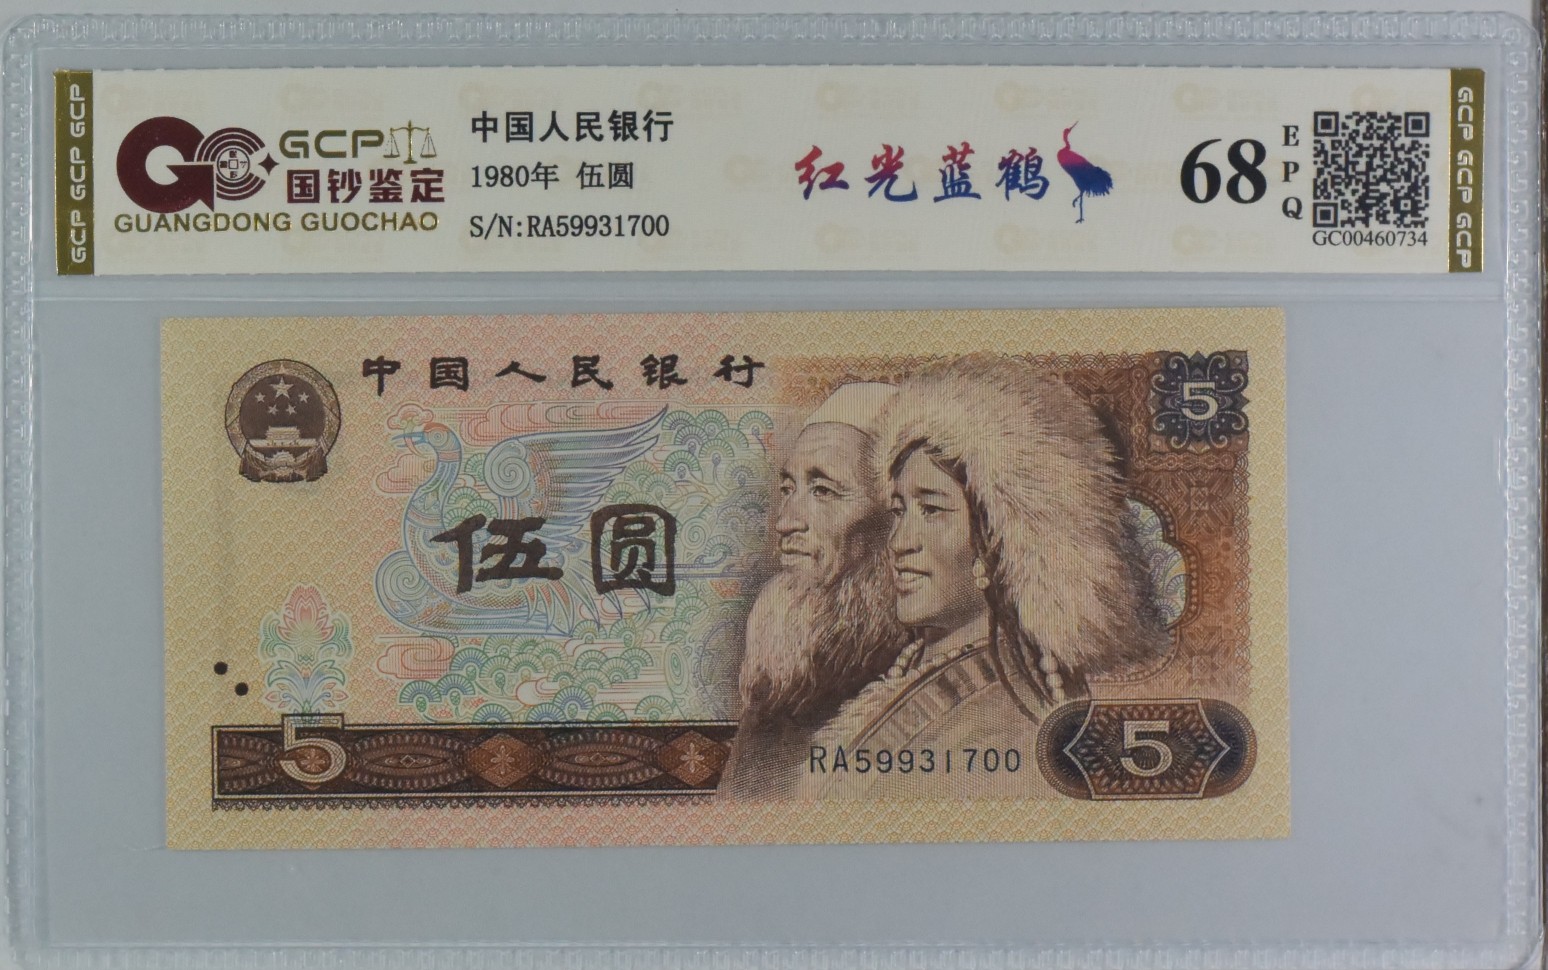 GCP GCP GCP
GCP
国钞鉴定
GUANGDONG GUOCHAO
中国人民银行
1980年 伍圆
S/N:RA59931700
红光蓝鹤
68
EPQ
GC00460734
GCP GCP GCP
中国人民银行
5
伍圆
RA59931700
5
5